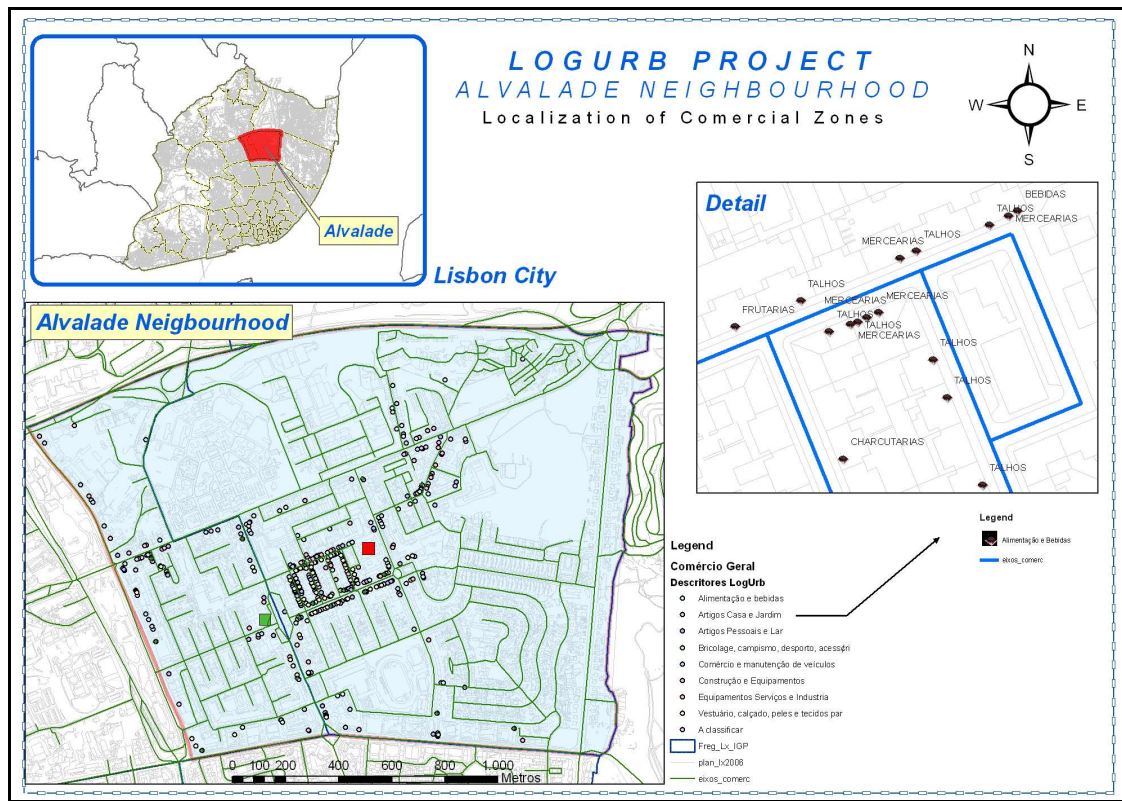 LOGURB PROJECT
ALVALADE NEIGHBOURHOOD
Localization of Comercial Zones
N
W
E
S
Alvalade
Lisbon City
Detail
BEBIDAS
TALHOS
MERCEARIAS
TALHOS
MERCEARIAS
TALHOS
MERCEARIAS
MERCEARIAS
FRUTARIAS
TALHOS
TALHOS
MERCEARIAS
TALHOS
TALHOS
CHARCUTARIAS
TALHOS
Alvalade Neigbourhood
0 100 200 400 600 800 1.000
Metros
Legend
Comércio Geral
Descritores LogUrb
Alimentação e bebidas
Artigos Casa e Jardim
Artigos Pessoais e Lar
Bricolage, campismo, desporto, acessóri
Comércio e manutenção de veículos
Construção e Equipamentos
Equipamentos Serviços e Industria
Vestuário, calçado, peles e tecidos par
A classificar
Freg_Lx_IGP
plan_lx2006
eixos_comerc
Legend
Alimentação e Bebidas
eixos_comerc